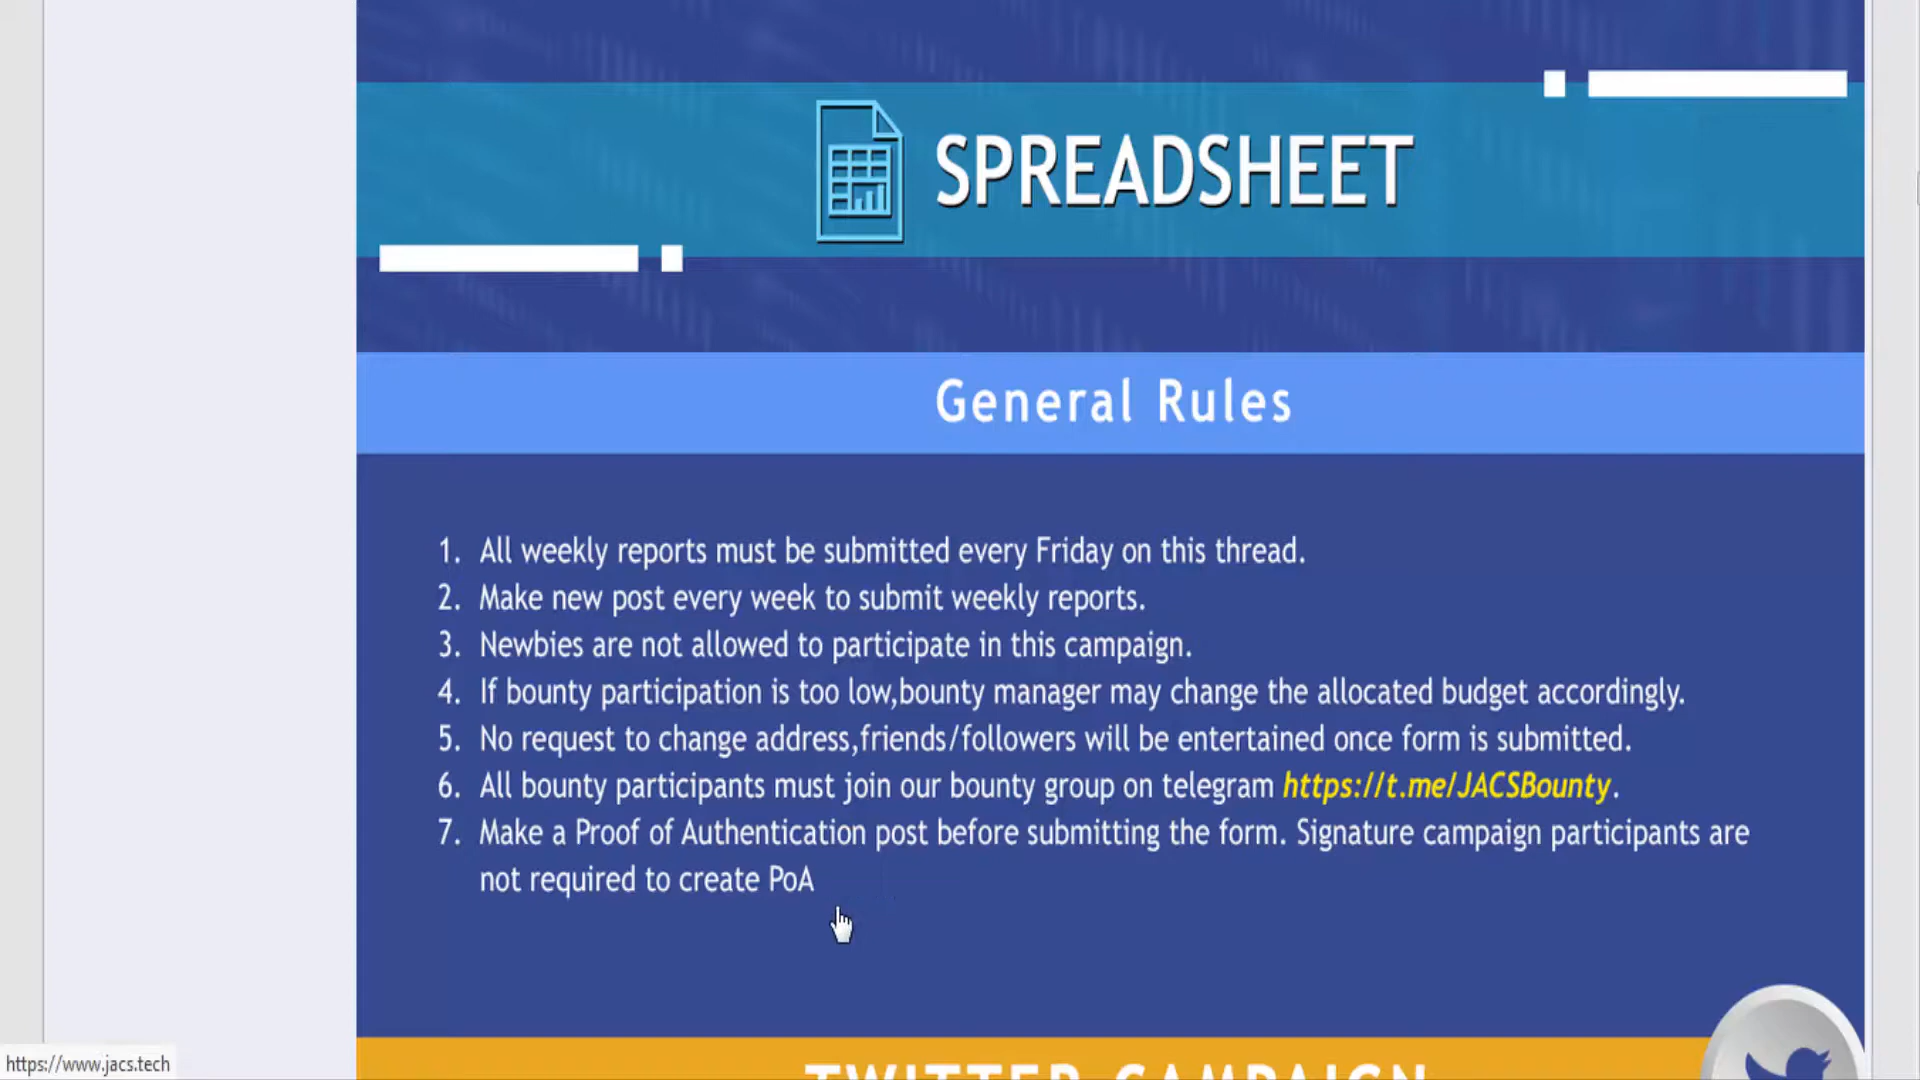 SPREADSHEET
General Rules
1. All weekly reports must be submitted every Friday on this thread.
2. Make new post every week to submit weekly reports.
3. Newbies are not allowed to participate in this campaign.
4. If bounty participation is too low,bounty manager may change the allocated budget accordingly.
5. No request to change address,friends/followers will be entertained once form is submitted.
6. All bounty participants must join our bounty group on telegram https://t.me/JACSBounty.
7. Make a Proof of Authentication post before submitting the form. Signature campaign participants are
not required to create PoA
TWITTER CAMPAIGN
https://www.jacs.tech